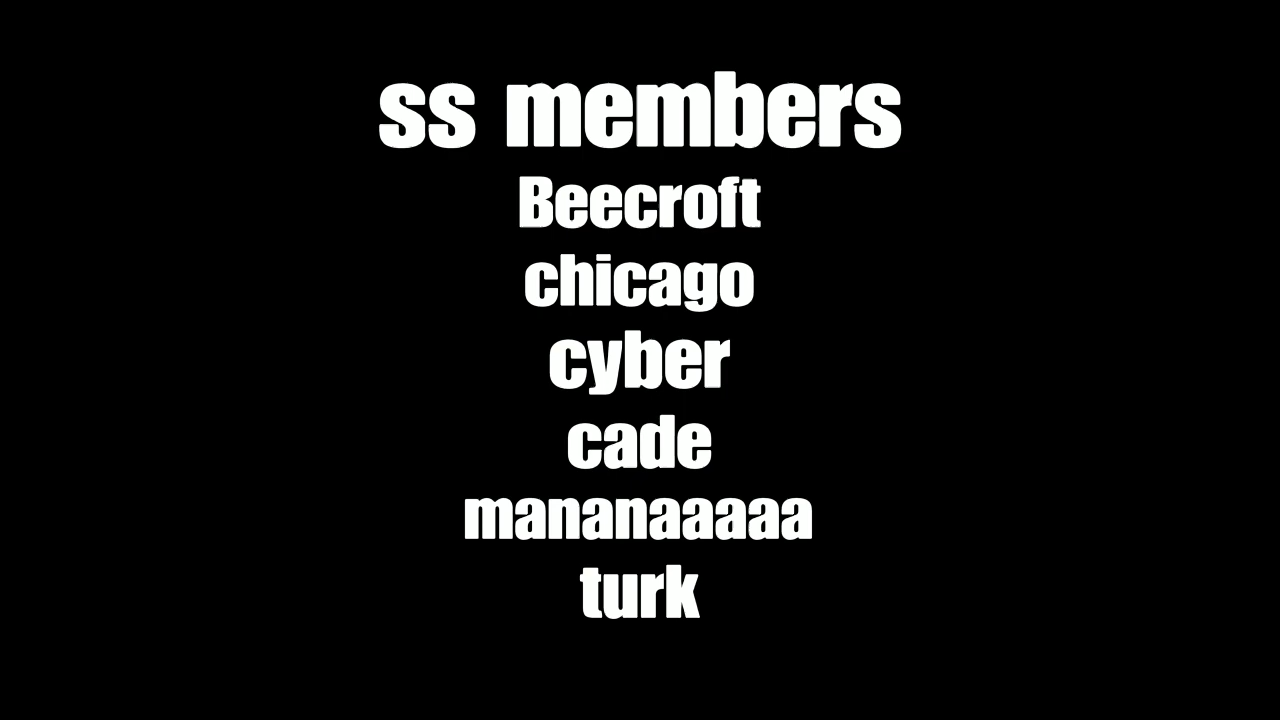 ss members
Beecroft
chicago
cyber
cade
mananaaaaa
turk